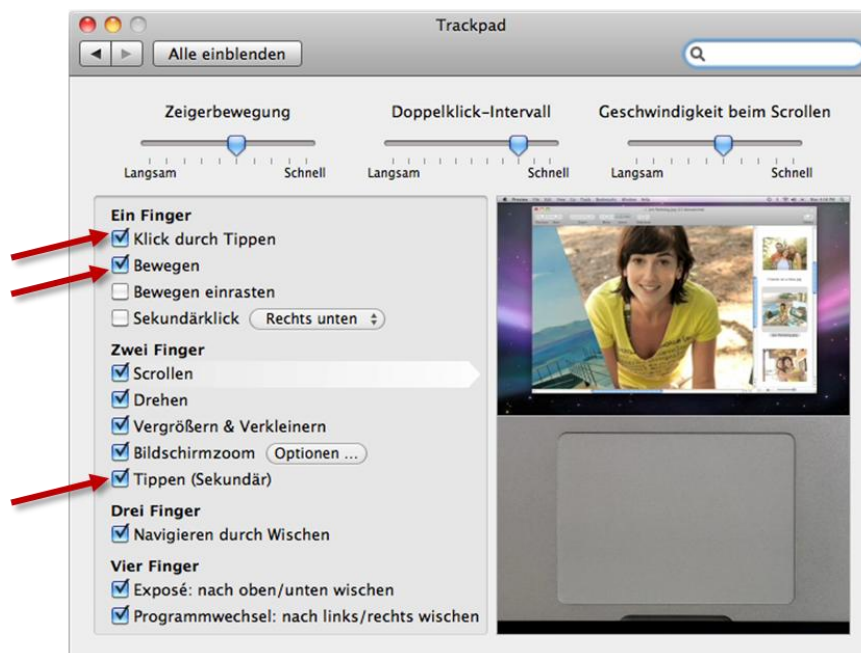 Trackpad
Alle einblenden
Zeigerbewegung Doppelklick-Intervall Geschwindigkeit beim Scrollen
Langsam Schnell Langsam Schnell Langsam Schnell
Ein Finger
Klick durch Tippen
Bewegen
Bewegen einrasten
Sekundärklick Rechts unten
Zwei Finger
Scrollen
Drehen
Vergrößern & Verkleinern
Bildschirmzoom Optionen ...
Tippen (Sekundär)
Drei Finger
Navigieren durch Wischen
Vier Finger
Exposé: nach oben/unten wischen
Programmwechsel: nach links/rechts wischen